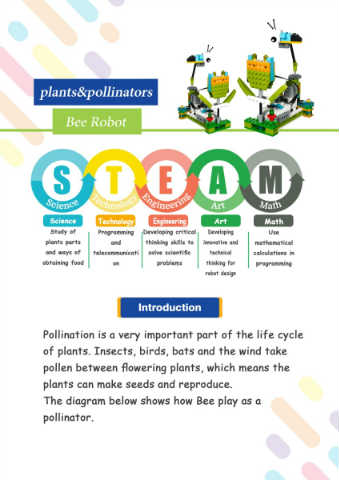 plants&pollinators
Bee Robot
S T E A M
Science Technology Engineering Art Math
Science Technology Engineering Art Math
Study of plants parts and ways of obtaining food
Programming and telecommunicati on
Developing critical thinking skills to solve scientific problems
Developing innovative and technical thinking for robot design
Use mathematical calculations in programming
Introduction
Pollination is a very important part of the life cycle
of plants. Insects, birds, bats and the wind take
pollen between flowering plants, which means the
plants can make seeds and reproduce.
The diagram below shows how Bee play as a
pollinator.